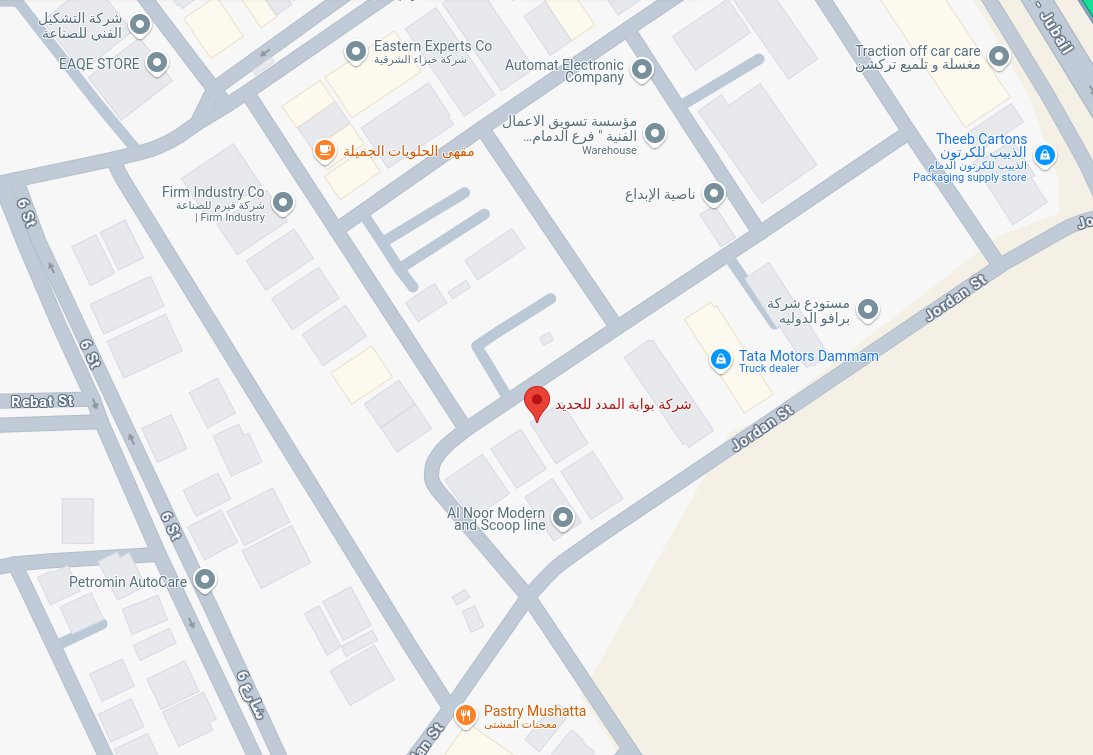 شركة التشكيل
الفني للصناعة
EAQE STORE
Eastern Experts Co
شركة خبراء الشرقية
Automat Electronic
Company
Traction off car care
مغسلة و تلميع تركشن
- Jubail
مؤسسة تسويق الاعمال
الفنية " فرع الدمام...
Warehouse
Theeb Cartons
الذييب للكرتون
الذييب للكرتون الدمام
Packaging supply store
مقهى الحلويات الجميلة
Firm Industry Co
شركة فيرم للصناعة
| Firm Industry
ناصية الإبداع
6 St
Jo
Jordan St
مستودع شركة
برافو الدوليه
6 St
Tata Motors Dammam
Truck dealer
Rebat St
شركة بوابة المدد للحديد
Jordan St
6 St
Al Noor Modern
and Scoop line
Petromin AutoCare
شارع 6
Pastry Mushatta
معجنات المشتى
dan St